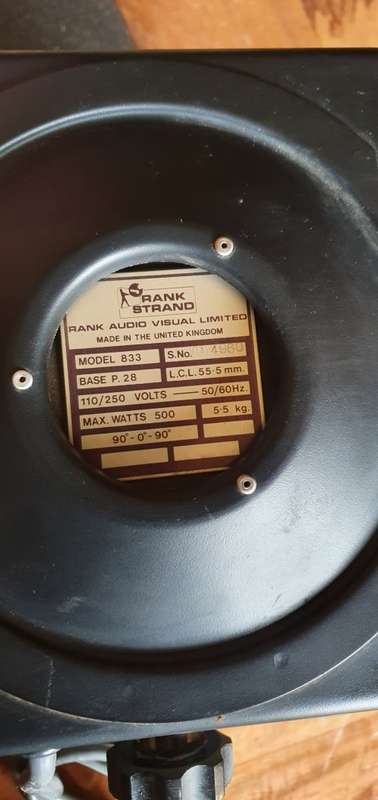 RANK
STRAND
RANK AUDIO VISUAL LIMITED
MADE IN THE UNITED KINGDOM
MODEL 833 S.No.
BASE P.28 L.C.L. 55·5 mm.
110/250 VOLTS — 50/60Hz.
MAX. WATTS 500 5·5 kg.
90°-0°-90°